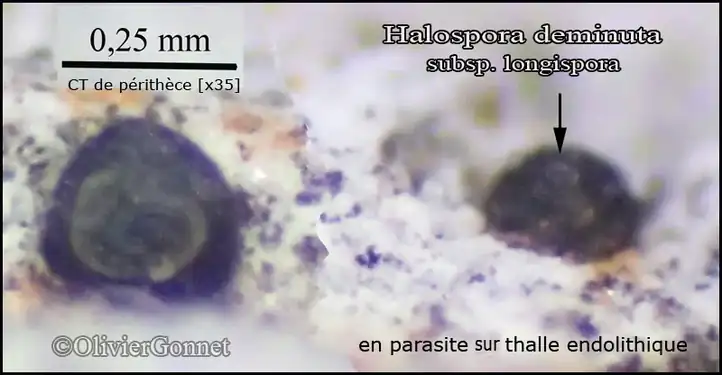 0,25 mm
CT de périthèce [x35]
Halospora deminuta
subsp. longispora
©OlivierGonnet
en parasite sur thalle endolithique